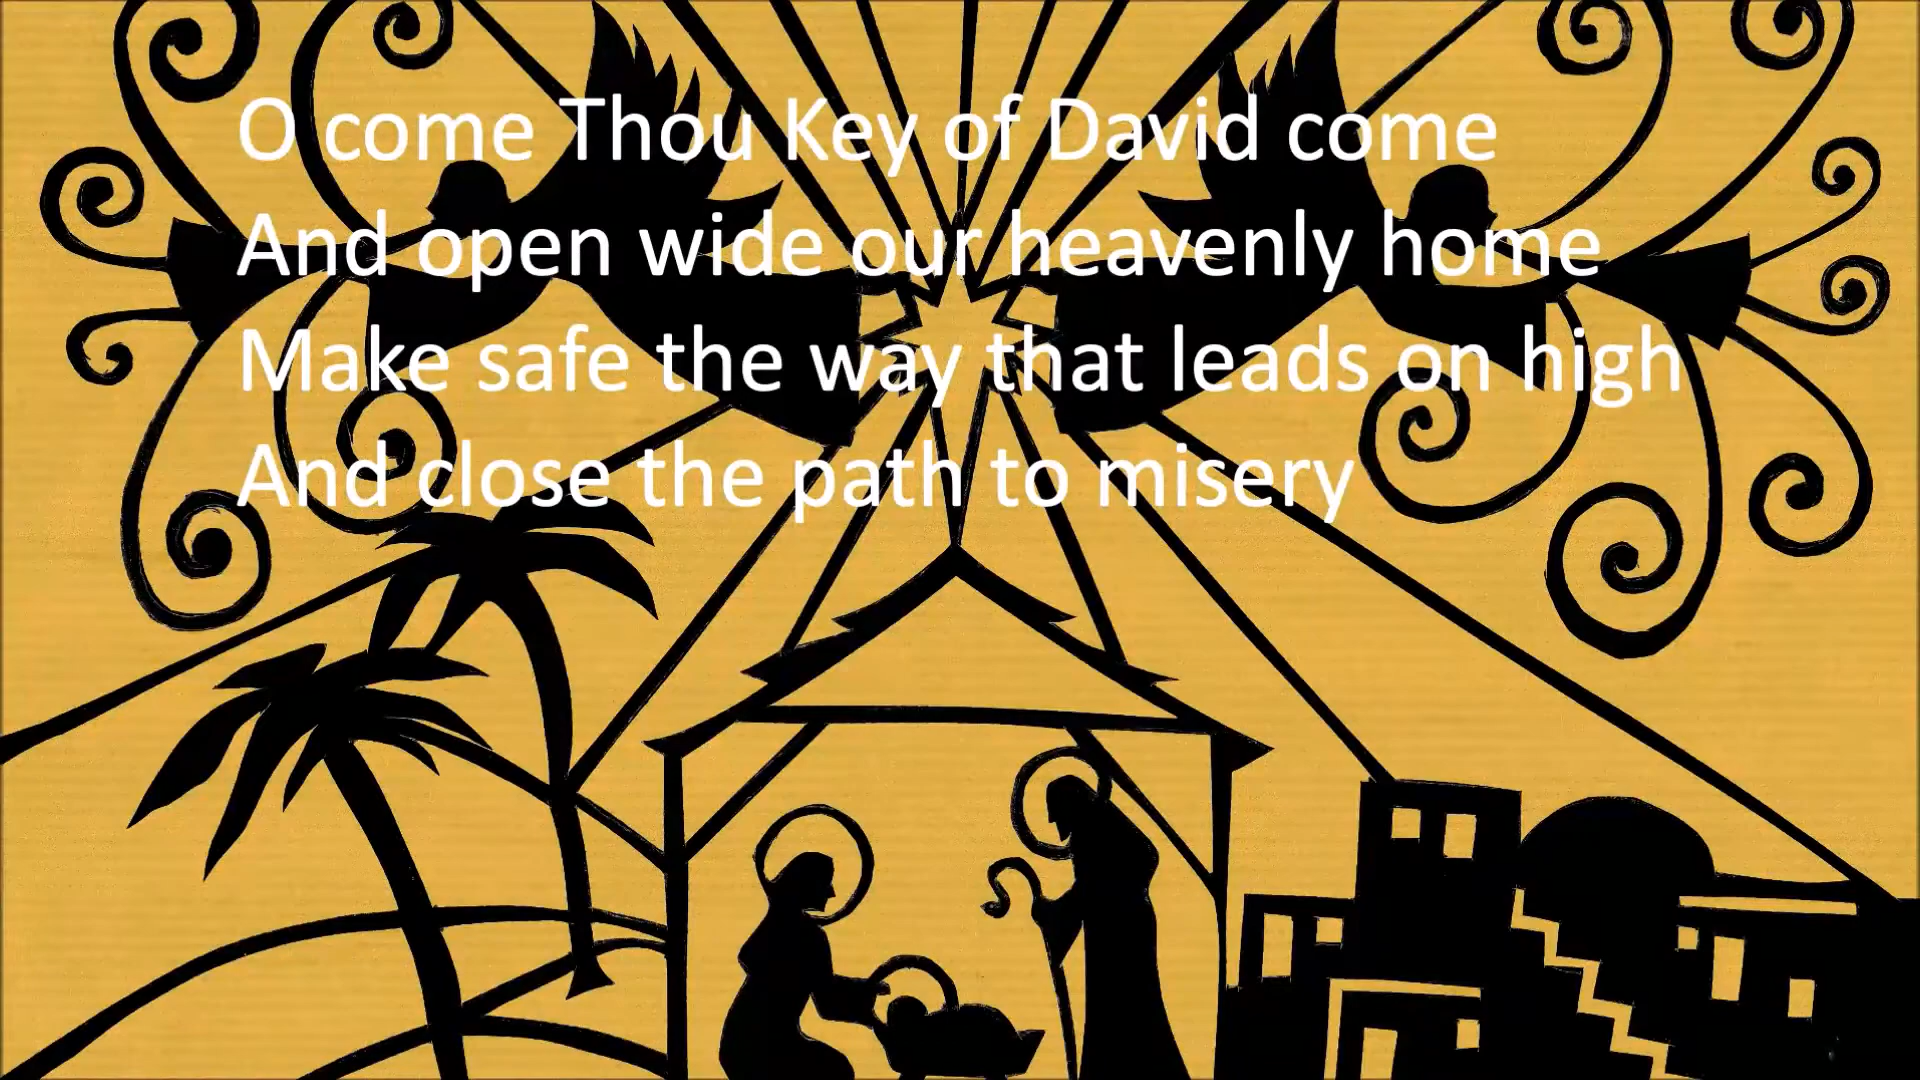 O come Thou Key of David come
And open wide our heavenly home
Make safe the way that leads on high
And close the path to misery